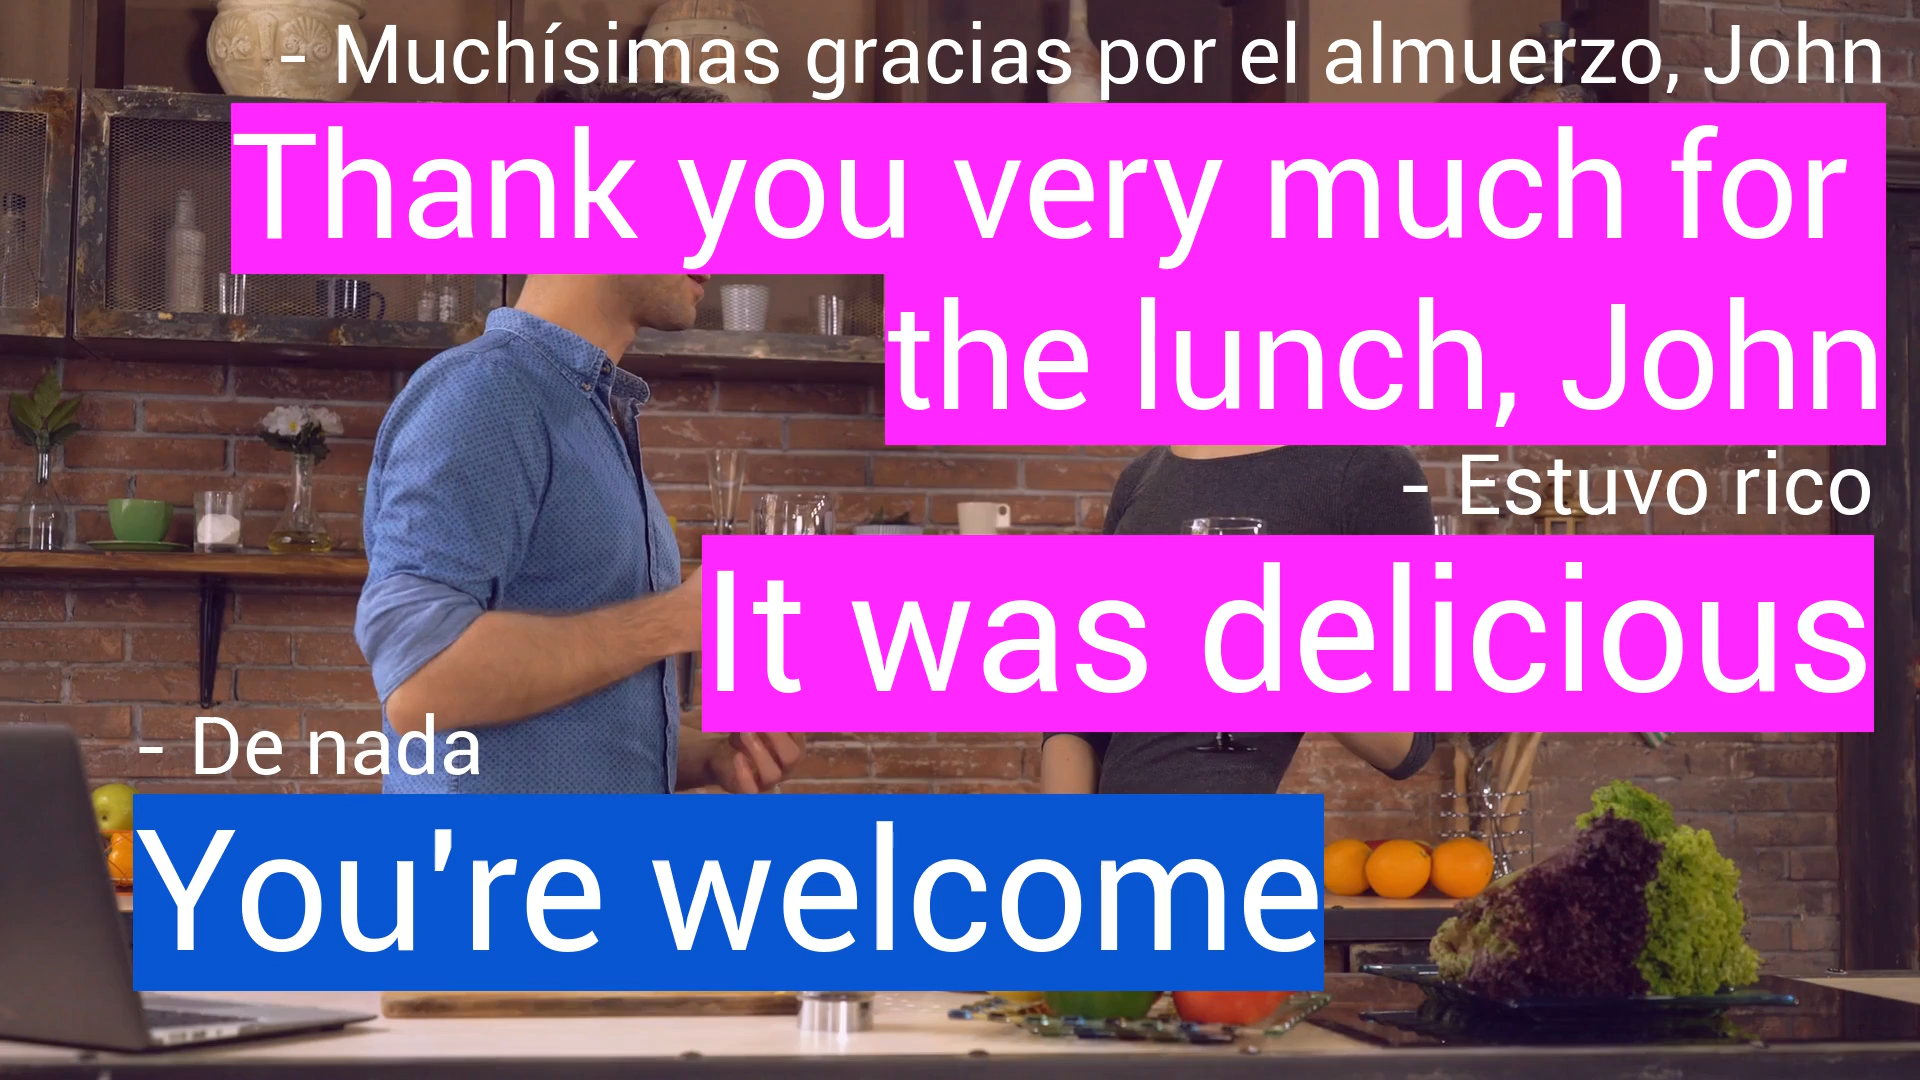 - Muchísimas gracias por el almuerzo, John
Thank you very much for
the lunch, John
- Estuvo rico
It was delicious
- De nada
You're welcome